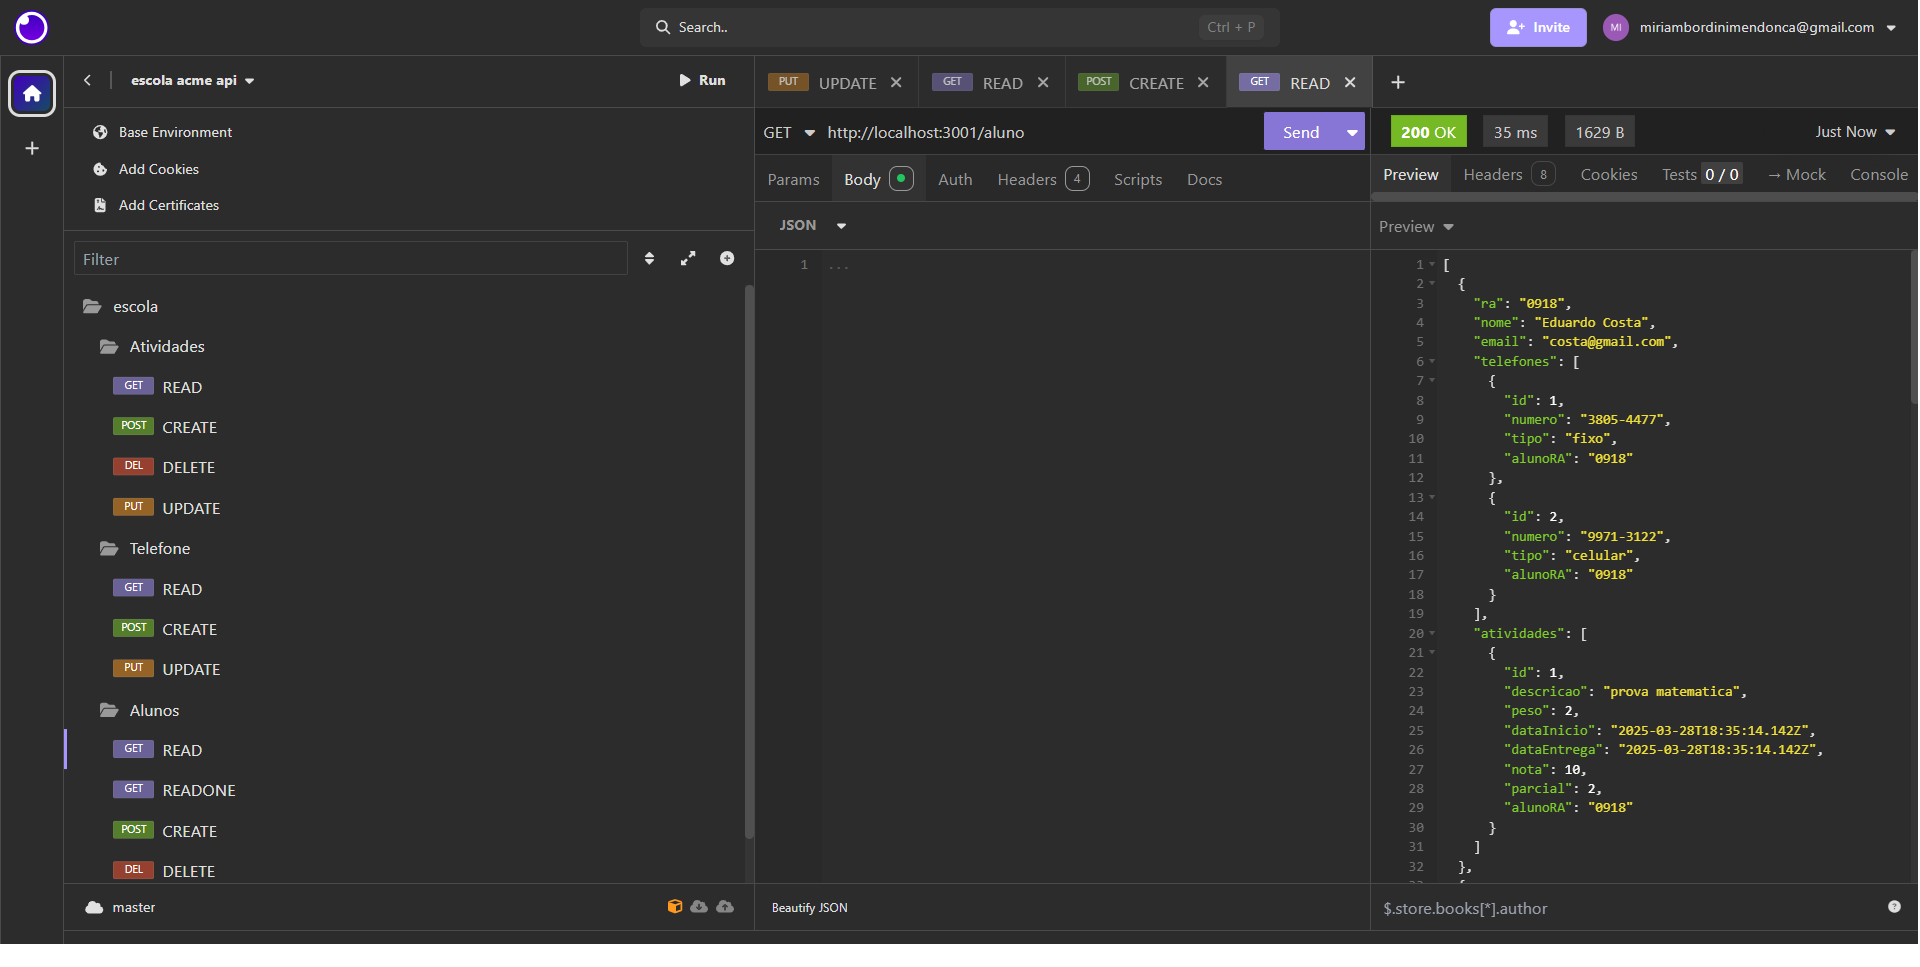 Search..
Ctrl + P
Invite
MI
miriambordinimendonca@gmail.com
escola acme api
Run
Base Environment
Add Cookies
Add Certificates
Filter
escola
Atividades
GET READ
POST CREATE
DEL DELETE
PUT UPDATE
Telefone
GET READ
POST CREATE
PUT UPDATE
Alunos
GET READ
GET READONE
POST CREATE
DEL DELETE
master
PUT UPDATE
GET READ
POST CREATE
GET READ
GET http://localhost:3001/aluno
Send
Params Body Auth Headers 4 Scripts Docs
JSON
1 ...
Beautify JSON
200 OK 35 ms 1629 B Just Now
Preview Headers 8 Cookies Tests 0 / 0 → Mock Console
Preview
1 [
2 {
3 "ra": "0918",
4 "nome": "Eduardo Costa",
5 "email": "costa@gmail.com",
6 "telefones": [
7 {
8 "id": 1,
9 "numero": "3805-4477",
10 "tipo": "fixo",
11 "alunoRA": "0918"
12 },
13 {
14 "id": 2,
15 "numero": "9971-3122",
16 "tipo": "celular",
17 "alunoRA": "0918"
18 }
19 ],
20 "atividades": [
21 {
22 "id": 1,
23 "descricao": "prova matematica",
24 "peso": 2,
25 "dataInicio": "2025-03-28T18:35:14.142Z",
26 "dataEntrega": "2025-03-28T18:35:14.142Z",
27 "nota": 10,
28 "parcial": 2,
29 "alunoRA": "0918"
30 }
31 ]
32 },
$.store.books[*].author